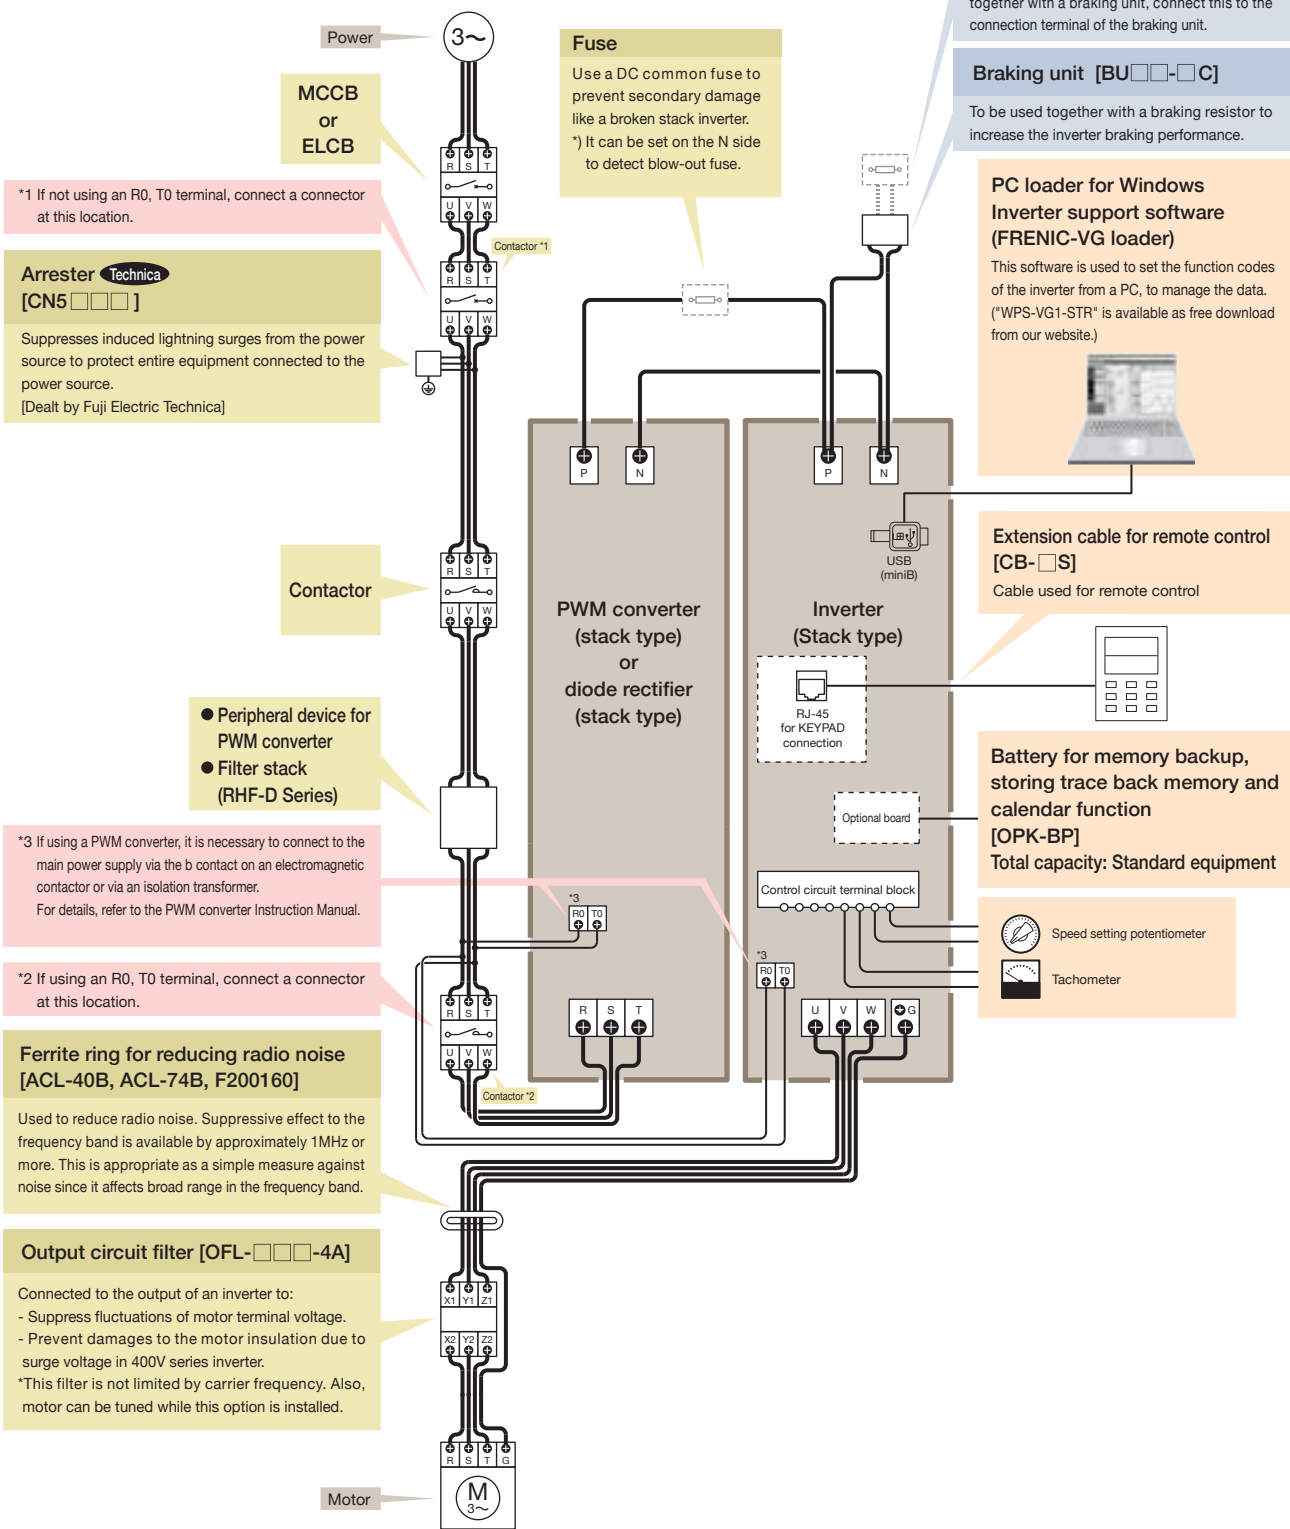 together with a braking unit, connect this to the
connection terminal of the braking unit.
Braking unit [BU□□-□C]
To be used together with a braking resistor to
increase the inverter braking performance.
Power
3~
MCCB
or
ELCB
Fuse
Use a DC common fuse to
prevent secondary damage
like a broken stack inverter.
*) It can be set on the N side
to detect blow-out fuse.
R S T
U V W
*1 If not using an R0, T0 terminal, connect a connector
at this location.
Contactor *1
R S T
U V W
Arrester Technica
[CN5□□□]
Suppresses induced lightning surges from the power
source to protect entire equipment connected to the
power source.
[Dealt by Fuji Electric Technica]
PC loader for Windows
Inverter support software
(FRENIC-VG loader)
This software is used to set the function codes
of the inverter from a PC, to manage the data.
("WPS-VG1-STR" is available as free download
from our website.)
P N
P N
USB
(miniB)
Extension cable for remote control
[CB-□S]
Cable used for remote control
Contactor
R S T
U V W
PWM converter
(stack type)
or
diode rectifier
(stack type)
Inverter
(Stack type)
RJ-45
for KEYPAD
connection
● Peripheral device for
PWM converter
● Filter stack
(RHF-D Series)
Battery for memory backup,
storing trace back memory and
calendar function
[OPK-BP]
Total capacity: Standard equipment
Optional board
*3 If using a PWM converter, it is necessary to connect to the
main power supply via the b contact on an electromagnetic
contactor or via an isolation transformer.
For details, refer to the PWM converter Instruction Manual.
Control circuit terminal block
*3
R0 T0
*3
R0 T0
Speed setting potentiometer
Tachometer
*2 If using an R0, T0 terminal, connect a connector
at this location.
R S T
U V W
Contactor *2
R S T
U V W G
Ferrite ring for reducing radio noise
[ACL-40B, ACL-74B, F200160]
Used to reduce radio noise. Suppressive effect to the
frequency band is available by approximately 1MHz or
more. This is appropriate as a simple measure against
noise since it affects broad range in the frequency band.
Output circuit filter [OFL-□□□-4A]
Connected to the output of an inverter to:
- Suppress fluctuations of motor terminal voltage.
- Prevent damages to the motor insulation due to
surge voltage in 400V series inverter.
*This filter is not limited by carrier frequency. Also,
motor can be tuned while this option is installed.
X1 Y1 Z1
X2 Y2 Z2
R S T G
Motor
M
3~